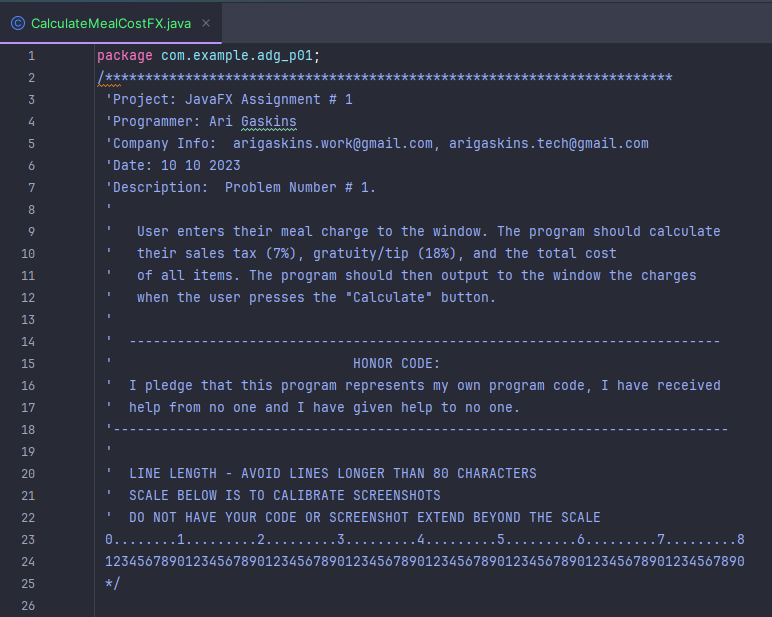 CalculateMealCostFX.java
1 package com.example.adg_p01;
2 /***********************************************************************
3 'Project: JavaFX Assignment # 1
4 'Programmer: Ari Gaskins
5 'Company Info:  arigaskins.work@gmail.com, arigaskins.tech@gmail.com
6 'Date: 10 10 2023
7 'Description:  Problem Number # 1.
8 '
9 '   User enters their meal charge to the window. The program should calculate
10 '   their sales tax (7%), gratuity/tip (18%), and the total cost
11 '   of all items. The program should then output to the window the charges
12 '   when the user presses the "Calculate" button.
13 '
14 '  --------------------------------------------------------------------------
15 '                              HONOR CODE:
16 '  I pledge that this program represents my own program code, I have received
17 '  help from no one and I have given help to no one.
18 '-----------------------------------------------------------------------------
19 '
20 '  LINE LENGTH - AVOID LINES LONGER THAN 80 CHARACTERS
21 '  SCALE BELOW IS TO CALIBRATE SCREENSHOTS
22 '  DO NOT HAVE YOUR CODE OR SCREENSHOT EXTEND BEYOND THE SCALE
23 0........1.........2.........3.........4.........5.........6.........7.........8
24 12345678901234567890123456789012345678901234567890123456789012345678901234567890
25 */
26